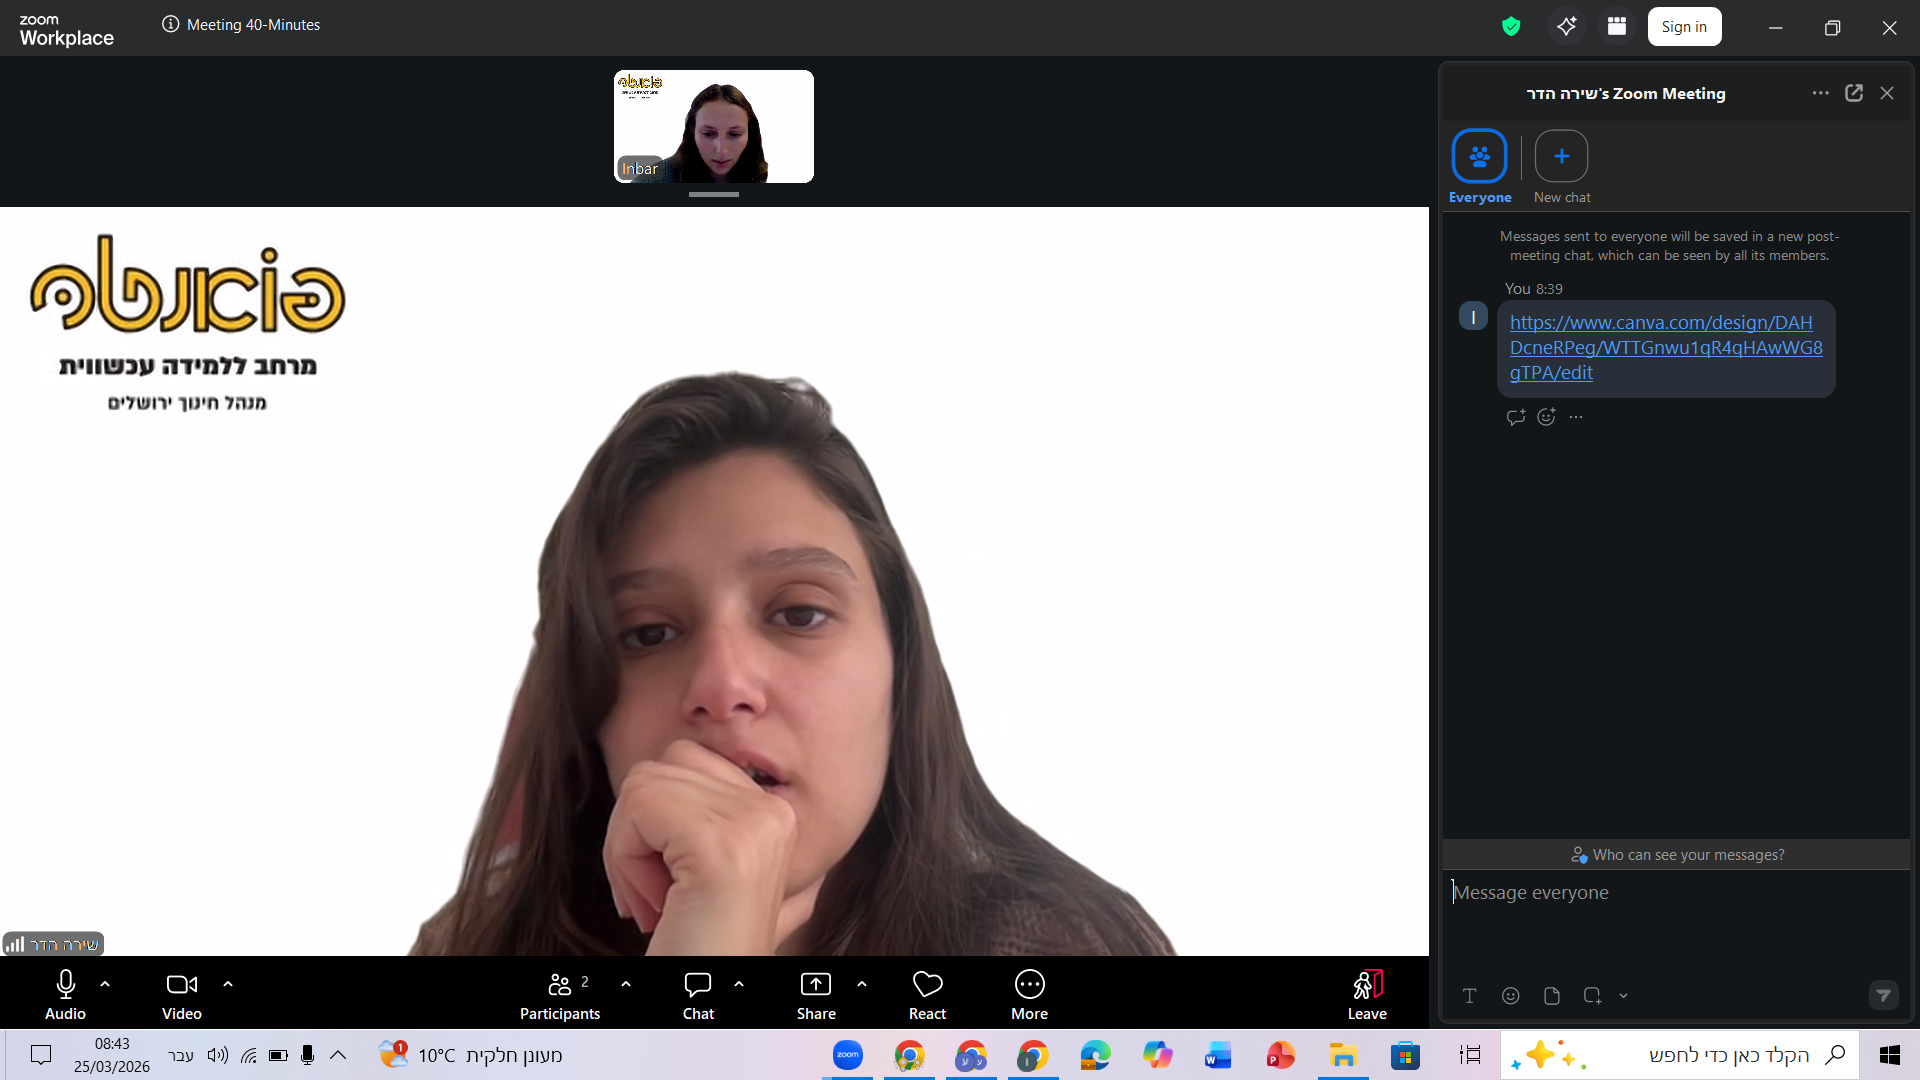 zoom
Workplace
Meeting 40-Minutes
Sign in
Inbar
פומנטה
מרחב ללמידה עכשווית
מנהל חינוך ירושלים
שירה הדר
שירה הדר's Zoom Meeting
Everyone
New chat
Messages sent to everyone will be saved in a new post-
meeting chat, which can be seen by all its members.
You 8:39
I
https://www.canva.com/design/DAH
DcneRPeg/WTTGnwu1qR4qHAwWG8
gTPA/edit
Who can see your messages?
Message everyone
Audio
Video
Participants
2
Chat
Share
React
More
Leave
08:43
25/03/2026
עבר
1
10°C מעונן חלקית
zoom
הקלד כאן כדי לחפש